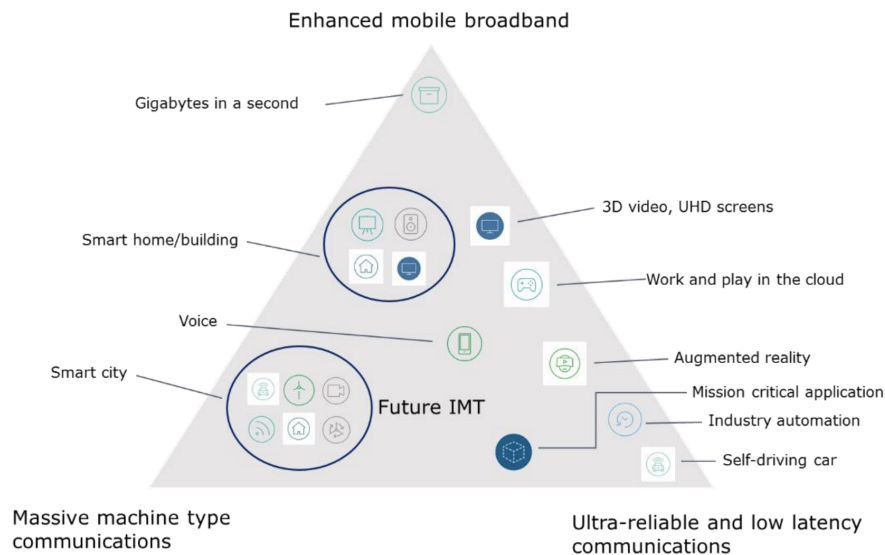 Enhanced mobile broadband
Gigabytes in a second
3D video, UHD screens
Smart home/building
Work and play in the cloud
Voice
Augmented reality
Smart city
Mission critical application
Future IMT
Industry automation
Self-driving car
Massive machine type
communications
Ultra-reliable and low latency
communications